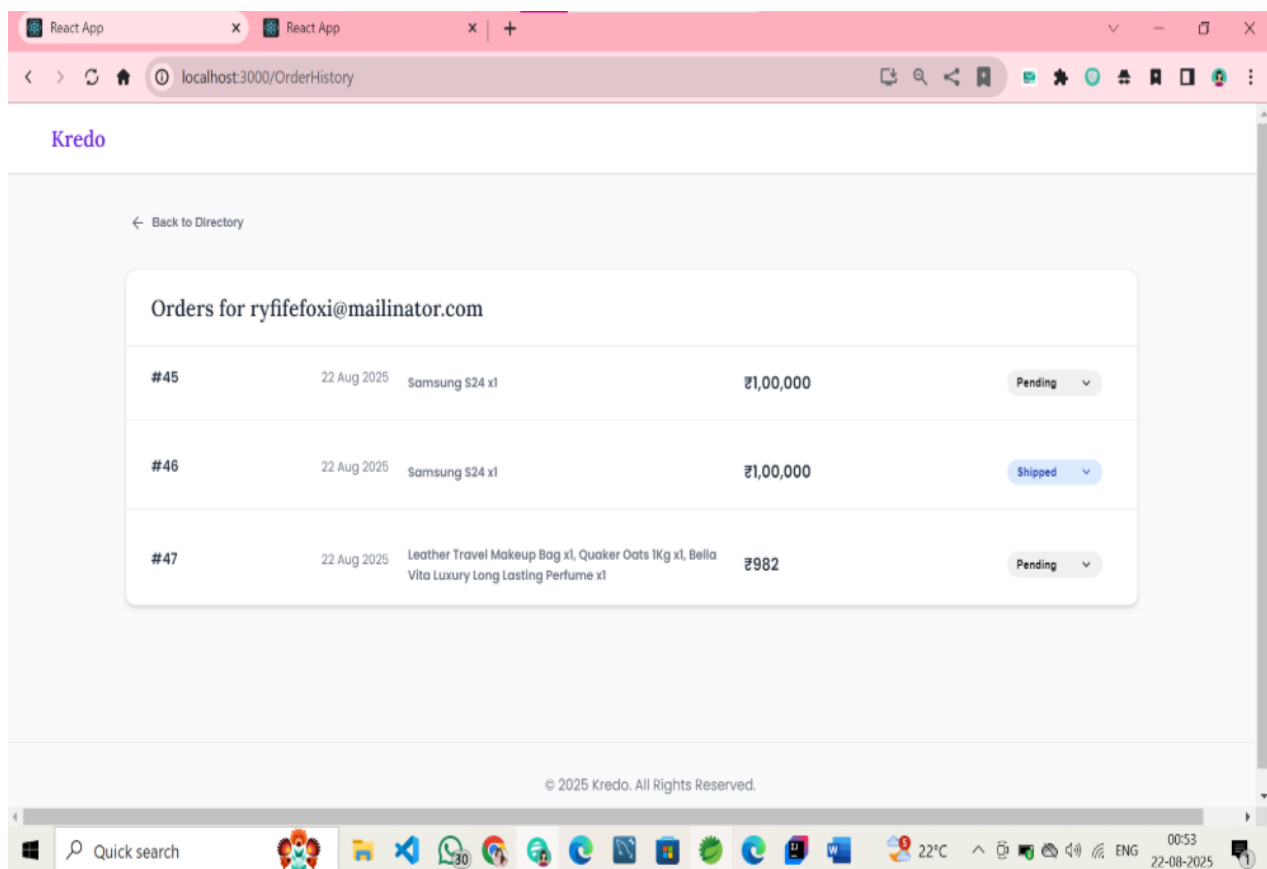 React App
React App
localhost:3000/OrderHistory
Kredo
Back to Directory
Orders for ryfifefoxi@mailinator.com
#45 22 Aug 2025 Samsung S24 x1 ₹1,00,000 Pending
#46 22 Aug 2025 Samsung S24 x1 ₹1,00,000 Shipped
#47 22 Aug 2025 Leather Travel Makeup Bag x1, Quaker Oats 1Kg x1, Bella ₹982 Pending
Vita Luxury Long Lasting Perfume x1
© 2025 Kredo. All Rights Reserved.
Quick search 30 5 22°C ENG 00:53
22-08-2025 1